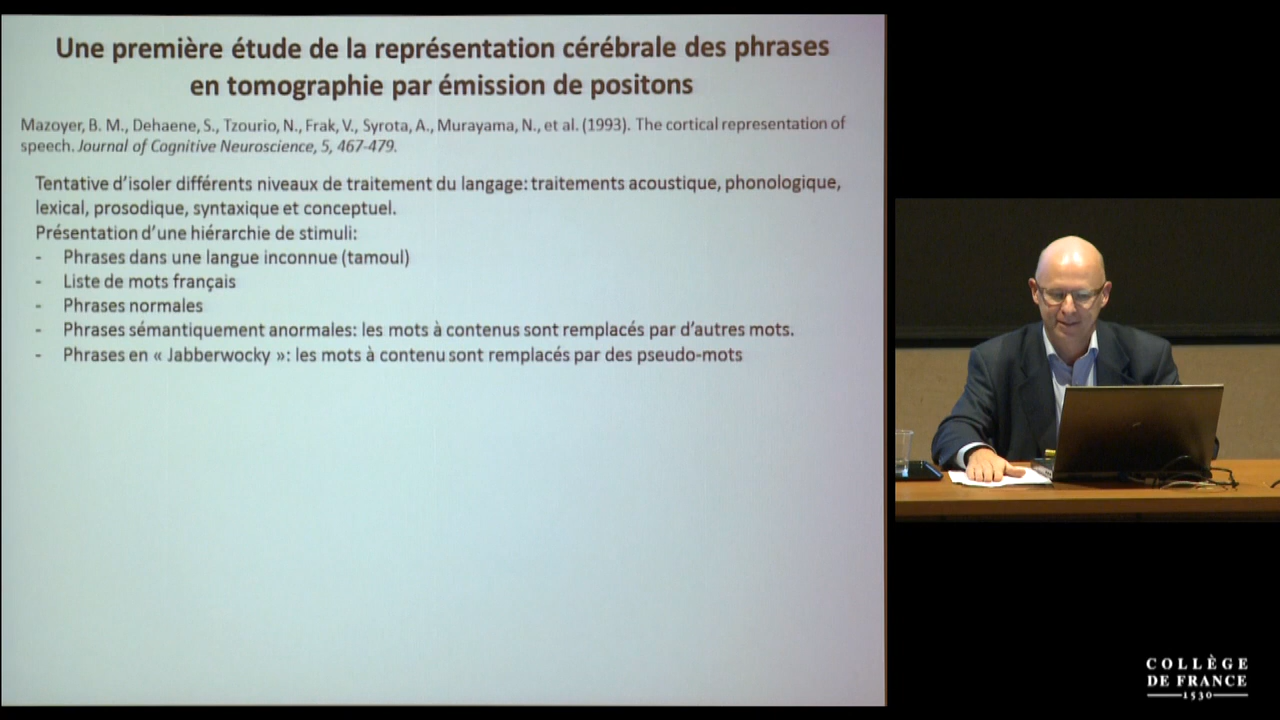 Une première étude de la représentation cérébrale des phrases
en tomographie par émission de positons
Mazoyer, B. M., Dehaene, S., Tzourio, N., Frak, V., Syrota, A., Murayama, N., et al. (1993). The cortical representation of
speech. Journal of Cognitive Neuroscience, 5, 467-479.
Tentative d'isoler différents niveaux de traitement du langage: traitements acoustique, phonologique,
lexical, prosodique, syntaxique et conceptuel.
Présentation d'une hiérarchie de stimuli:
- Phrases dans une langue inconnue (tamoul)
- Liste de mots français
- Phrases normales
- Phrases sémantiquement anormales: les mots à contenus sont remplacés par d'autres mots.
- Phrases en « Jabberwocky »: les mots à contenu sont remplacés par des pseudo-mots
COLLÈGE
DE FRANCE
1530